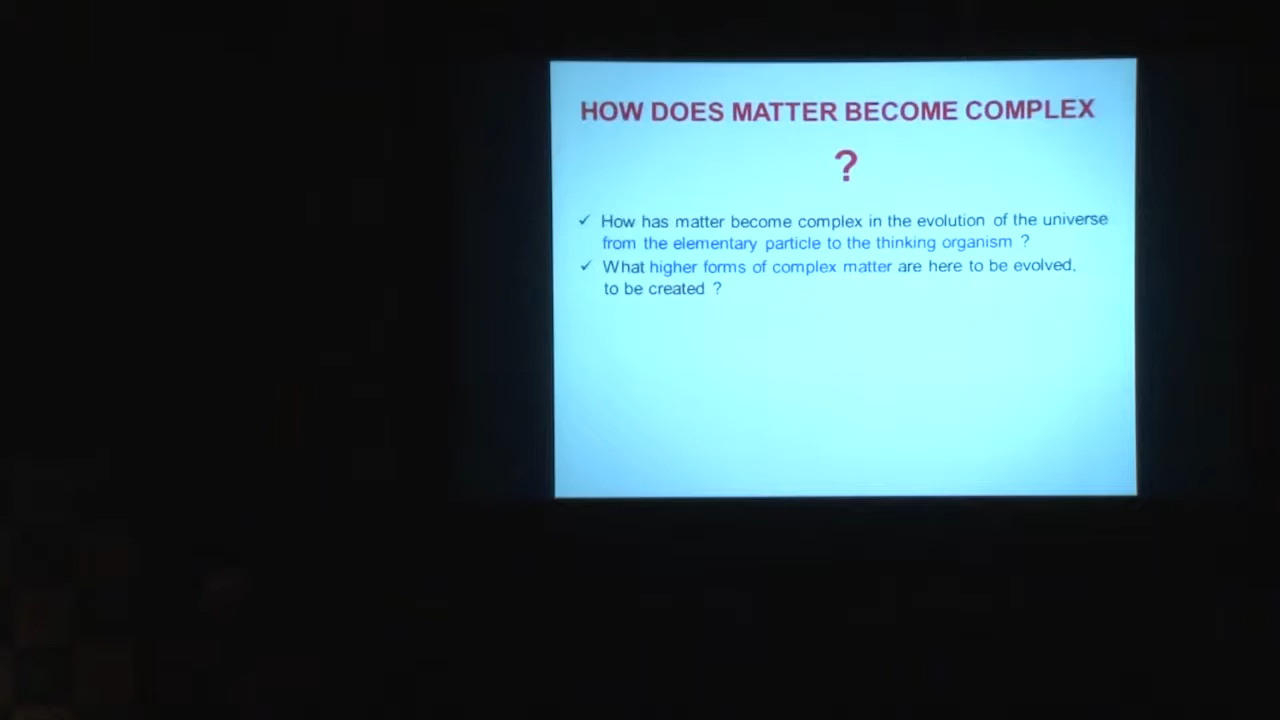 HOW DOES MATTER BECOME COMPLEX
?
✓ How has matter become complex in the evolution of the universe
from the elementary particle to the thinking organism ?
✓ What higher forms of complex matter are here to be evolved,
to be created ?